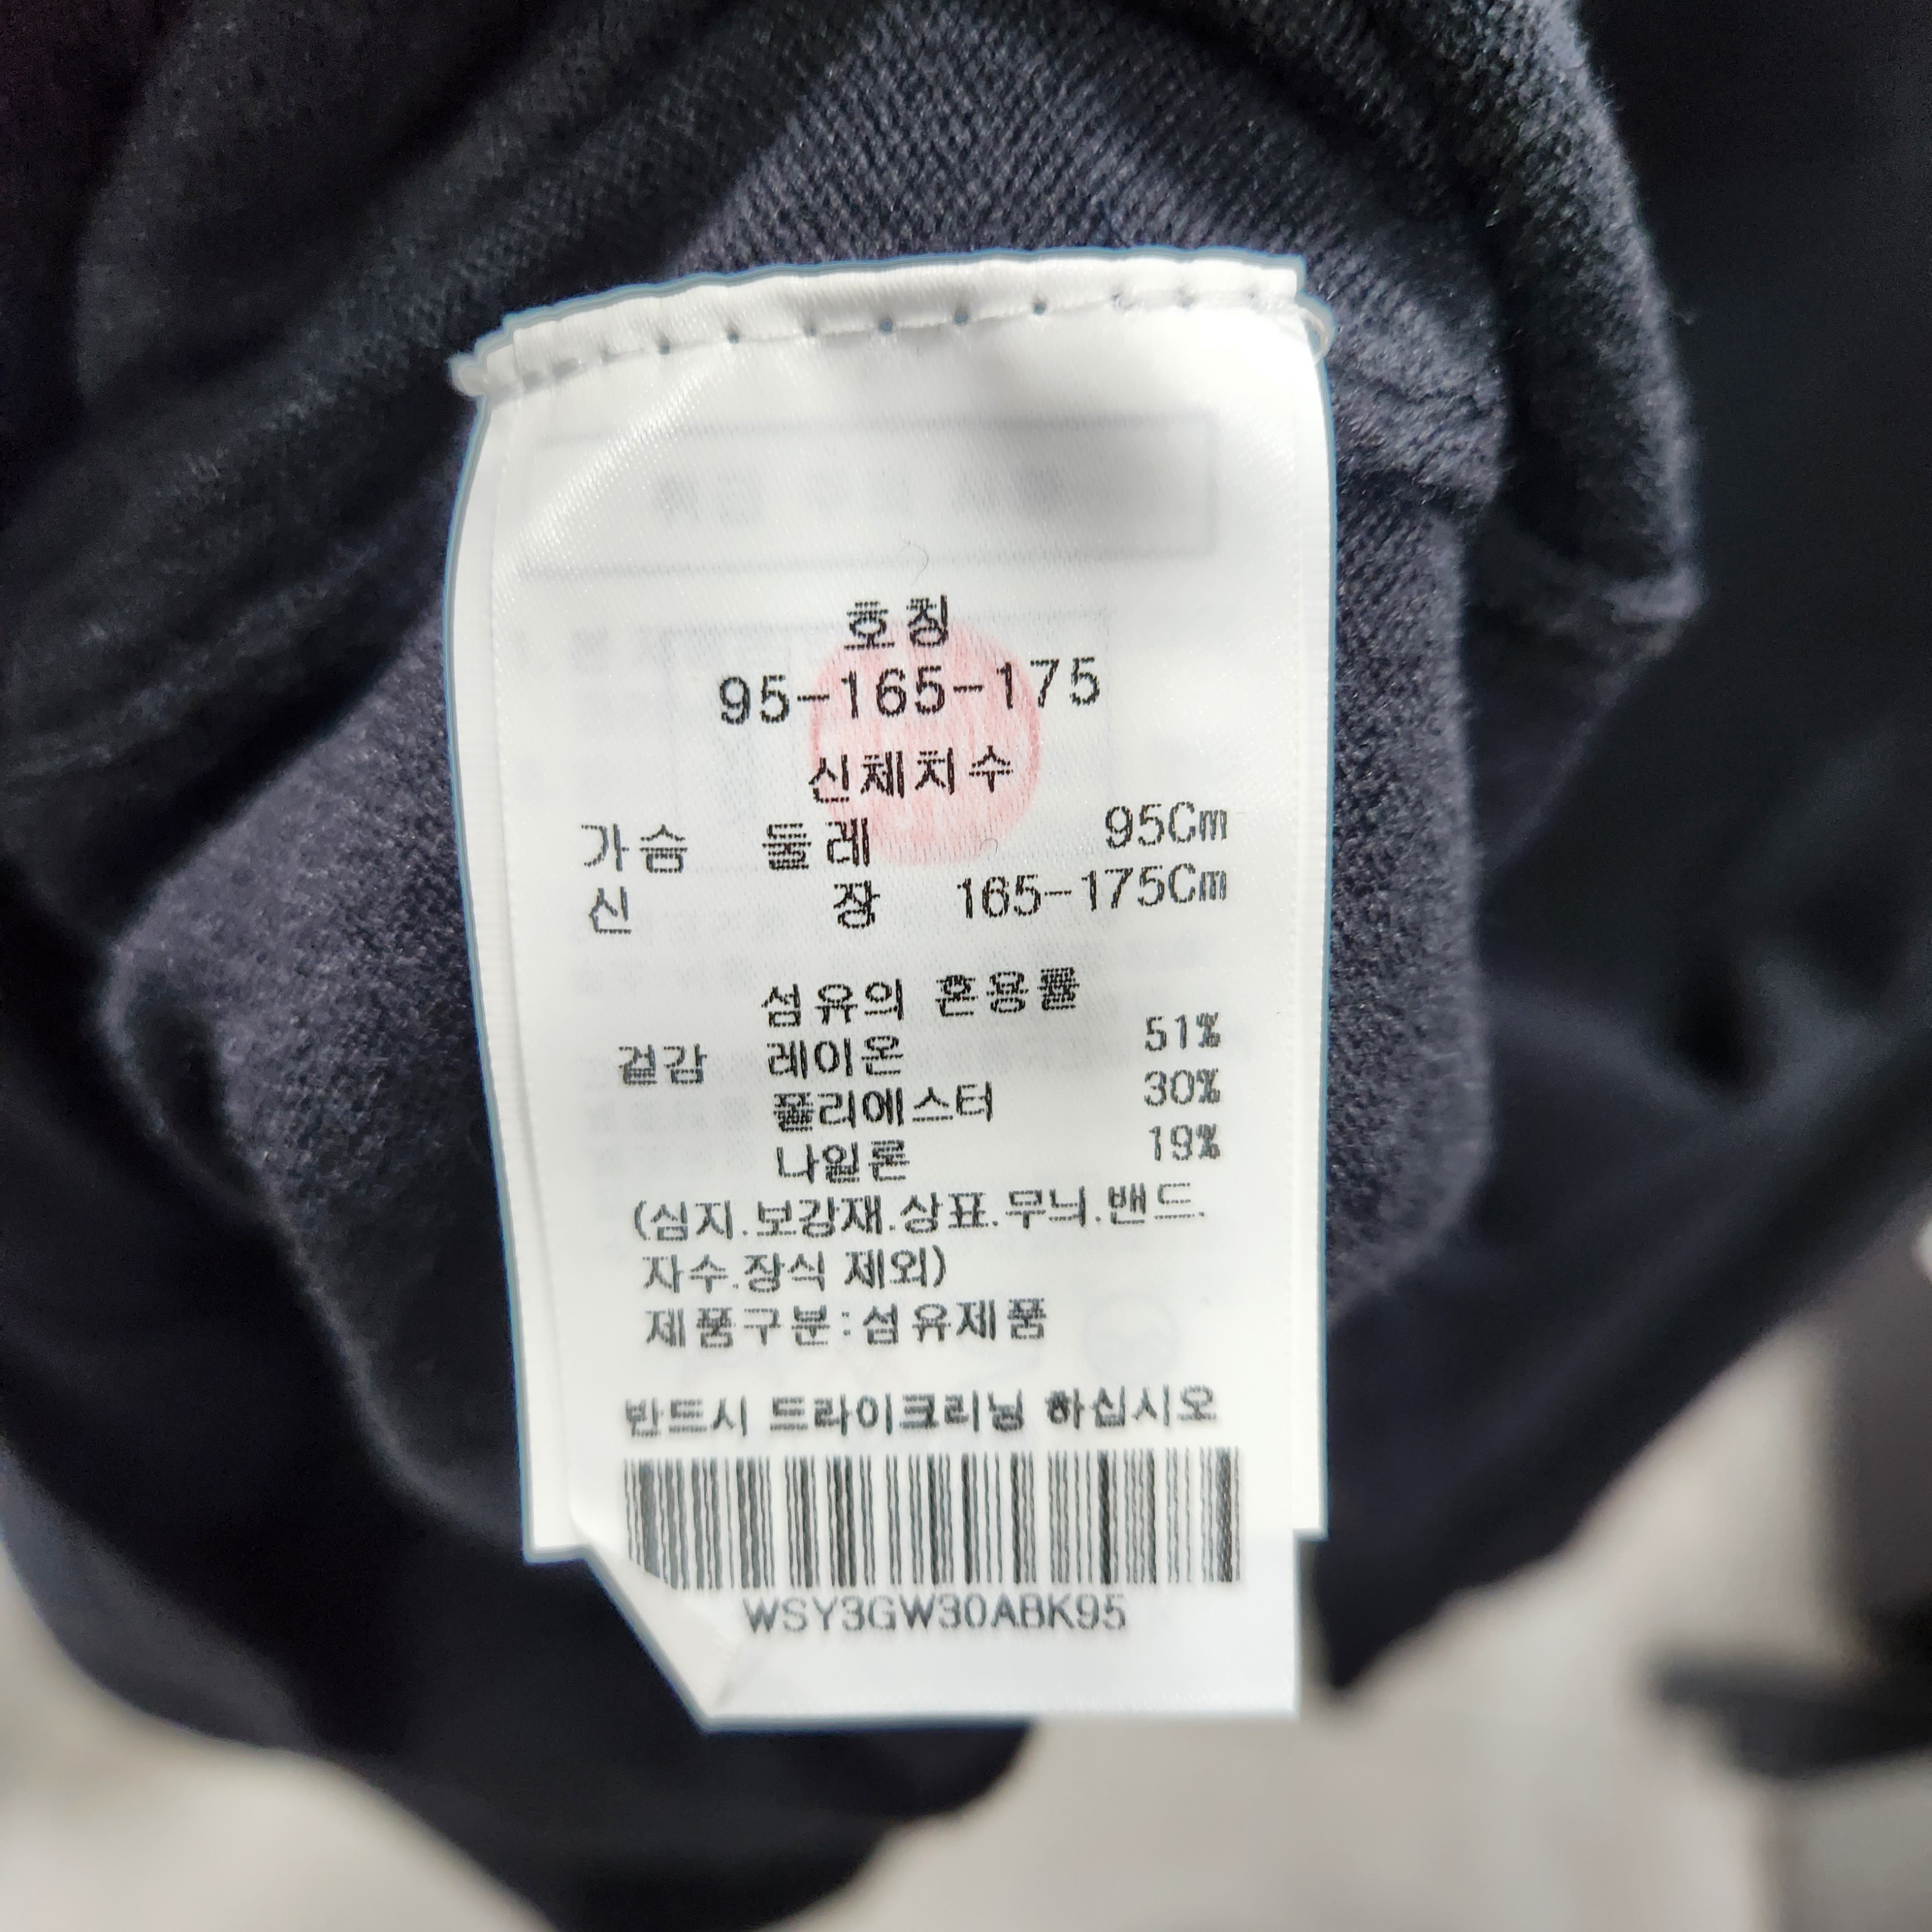 호칭
95-165-175
신체치수
가슴 둘레 95Cm
신 장 165-175Cm
섬유의 혼용률
겉감 레이온 51%
폴리에스터 30%
나일론 19%
(심지.보강재.상표.무늬.밴드.
자수.장식 제외)
제품구분:섬유제품
반드시 드라이크리닝 하십시오
WSY3GW30ABK95